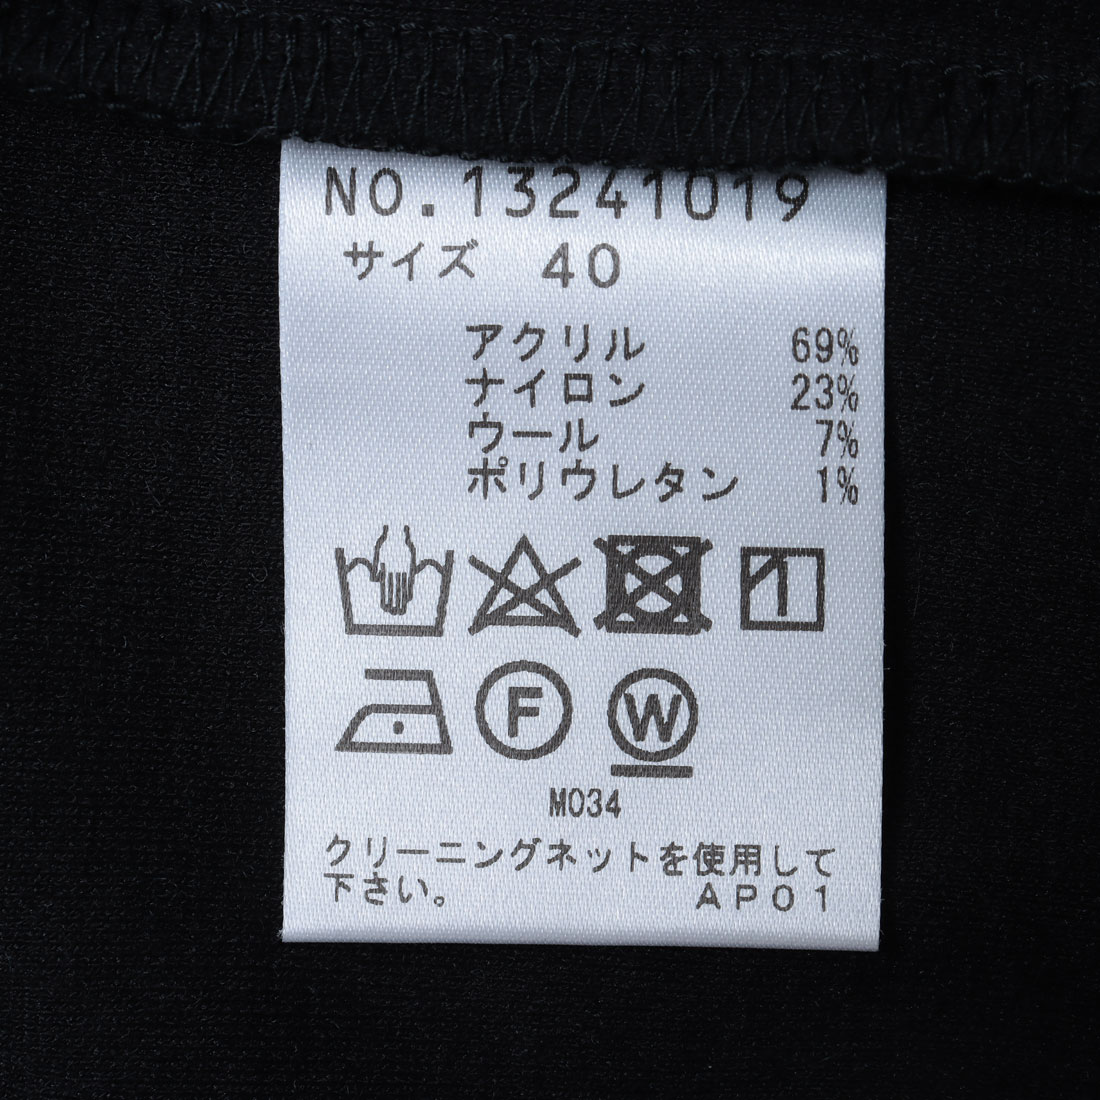 NO.13241019
サイズ 40
アクリル 69%
ナイロン 23%
ウール 7%
ポリウレタン 1%
F W
M034
クリーニングネットを使用して
下さい。 AP01